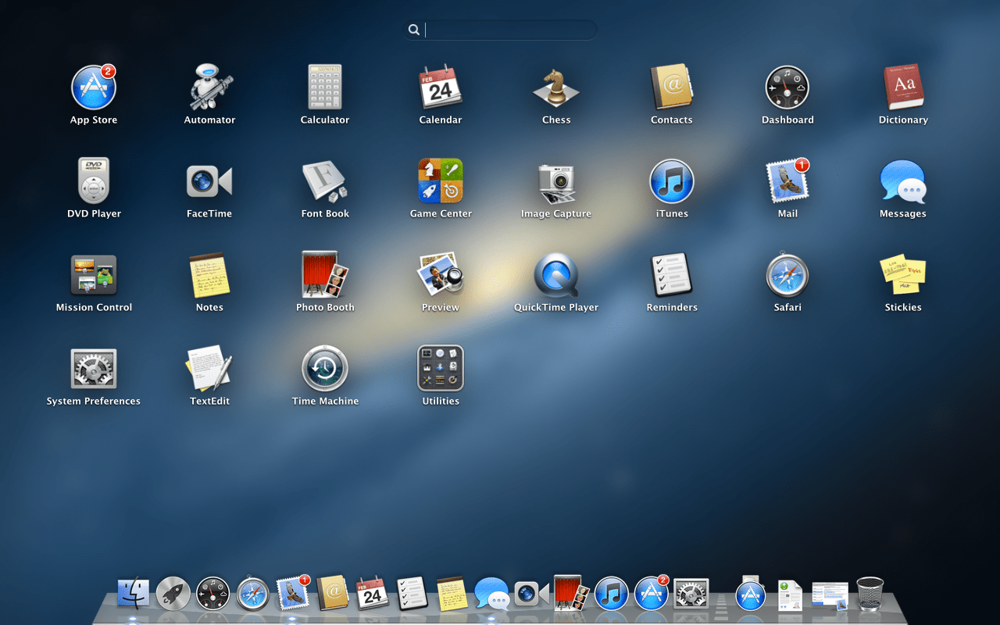 2
FEB
24
@
Aa
App Store
Automator
Calculator
Calendar
Chess
Contacts
Dashboard
Dictionary
DVD
enter
F
1
DVD Player
FaceTime
Font Book
Game Center
Image Capture
iTunes
Mail
Messages
Mission Control
Notes
Photo Booth
Preview
QuickTime Player
Reminders
Safari
Stickies
System Preferences
TextEdit
Time Machine
Utilities
1
@
FEB
24
2